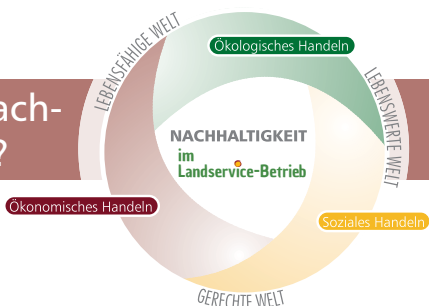 LEBENSFÄHIGE WELT
Ökologisches Handeln
LEBENSWERTE WELT
ach-
?
NACHHALTIGKEIT
im
Landservice-Betrieb
Ökonomisches Handeln
Soziales Handeln
GERECHTE WELT